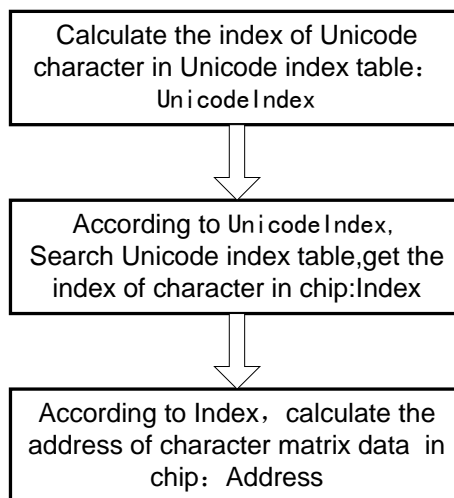 Calculate the index of Unicode
character in Unicode index table：
UnicodeIndex
According to UnicodeIndex,
Search Unicode index table,get the
index of character in chip:Index
According to Index，calculate the
address of character matrix data in
chip：Address